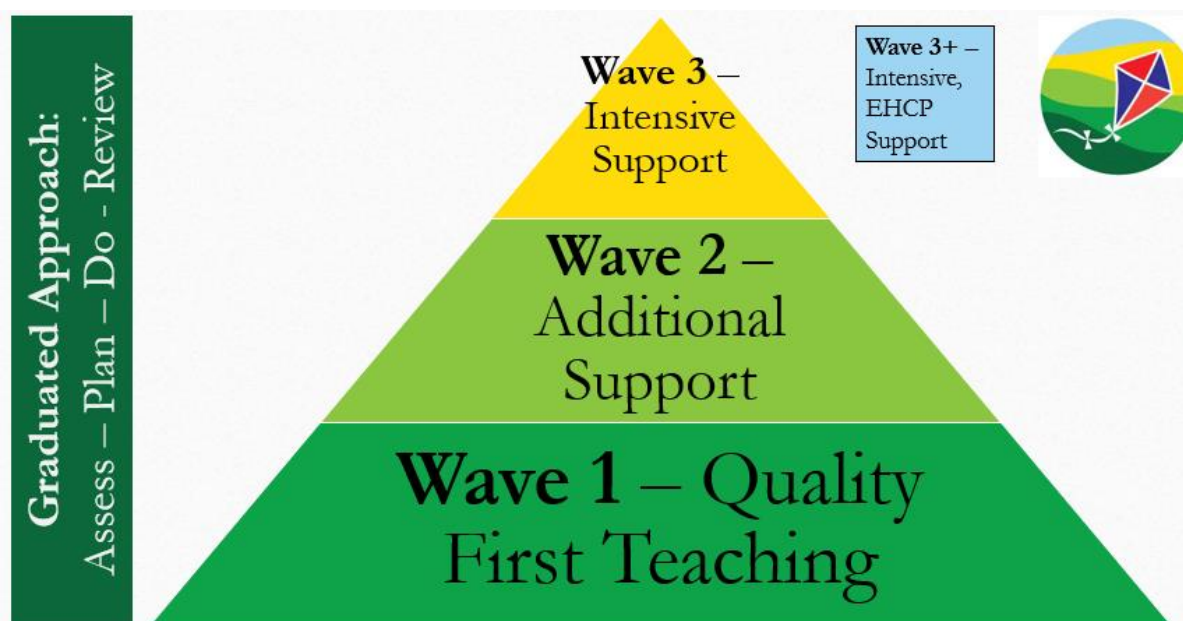 Graduated Approach:
Assess – Plan – Do - Review
Wave 3 –
Intensive
Support
Wave 3+ –
Intensive,
EHCP
Support
Wave 2 –
Additional
Support
Wave 1 – Quality
First Teaching